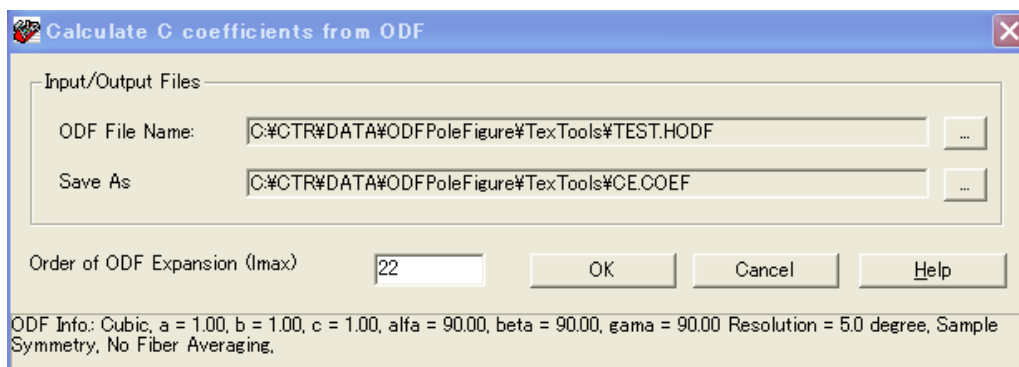 Calculate C coefficients from ODF
Input/Output Files
ODF File Name: C:¥CTR¥DATA¥ODFPoleFigure¥TexTools¥TEST.HODF ...
Save As C:¥CTR¥DATA¥ODFPoleFigure¥TexTools¥CE.COEF ...
Order of ODF Expansion (lmax) 22 OK Cancel Help
ODF Info.: Cubic, a = 1.00, b = 1.00, c = 1.00, alfa = 90.00, beta = 90.00, gama = 90.00 Resolution = 5.0 degree, Sample
Symmetry, No Fiber Averaging,